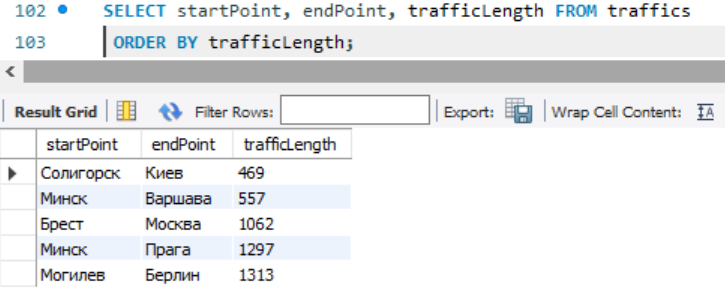 102 SELECT startPoint, endPoint, trafficLength FROM traffics
103 ORDER BY trafficLength;
Result Grid Filter Rows: Export: Wrap Cell Content: IA
startPoint endPoint trafficLength
Солигорск Киев 469
Минск Варшава 557
Брест Москва 1062
Минск Прага 1297
Могилев Берлин 1313